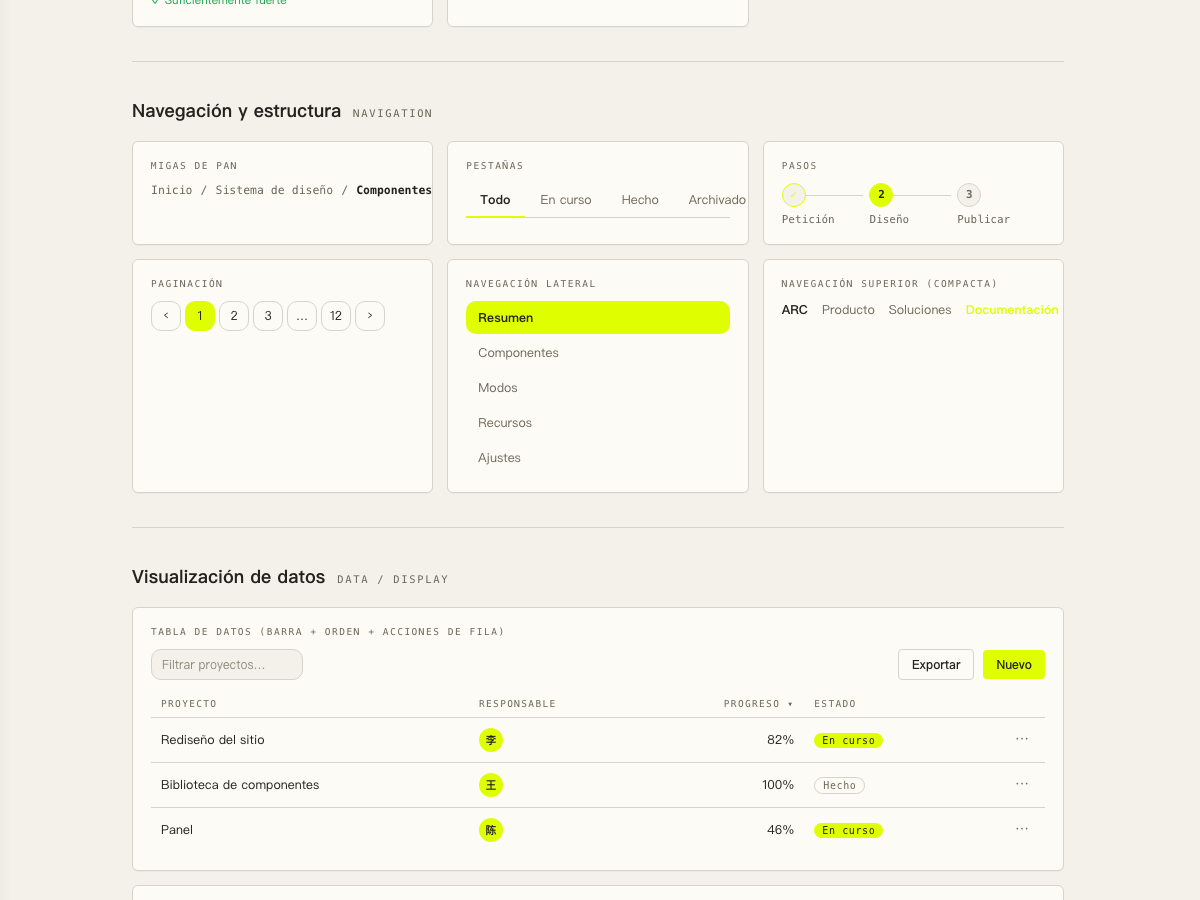 ✓ Suficientemente fuerte
Navegación y estructura NAVIGATION
MIGAS DE PAN
Inicio / Sistema de diseño / Componentes
PESTAÑAS
Todo En curso Hecho Archivado
PASOS
✓ 2 3
Petición Diseño Publicar
PAGINACIÓN
‹ 1 2 3 … 12 ›
NAVEGACIÓN LATERAL
Resumen
Componentes
Modos
Recursos
Ajustes
NAVEGACIÓN SUPERIOR (COMPACTA)
ARC Producto Soluciones Documentación
Visualización de datos DATA / DISPLAY
TABLA DE DATOS (BARRA + ORDEN + ACCIONES DE FILA)
Filtrar proyectos… Exportar Nuevo
PROYECTO RESPONSABLE PROGRESO ▾ ESTADO
Rediseño del sitio 李 82% En curso ⋯
Biblioteca de componentes 王 100% Hecho ⋯
Panel 陈 46% En curso ⋯